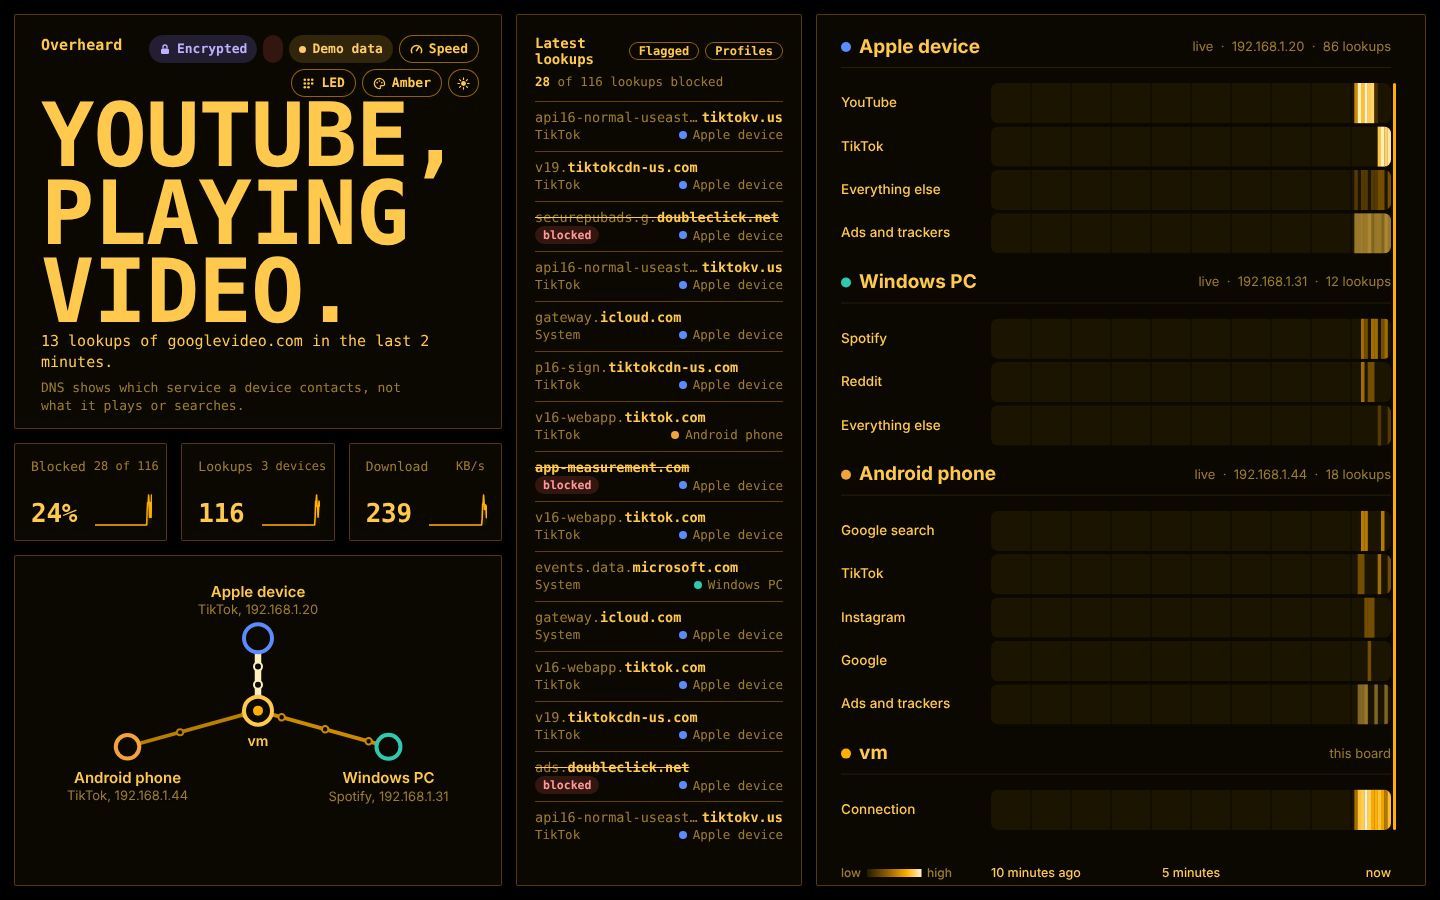 Overheard
Encrypted
Demo data
Speed
LED
Amber
YOUTUBE,
PLAYING
VIDEO.
13 lookups of googlevideo.com in the last 2
minutes.
DNS shows which service a device contacts, not
what it plays or searches.
Blocked 28 of 116
24%
Lookups 3 devices
116
Download KB/s
239
Apple device
TikTok, 192.168.1.20
vm
Android phone
TikTok, 192.168.1.44
Windows PC
Spotify, 192.168.1.31
Latest
lookups
Flagged
Profiles
28 of 116 lookups blocked
api16-normal-useast… tiktokv.us
TikTok Apple device
v19.tiktokcdn-us.com
TikTok Apple device
securepubads.g.doubleclick.net
blocked Apple device
api16-normal-useast… tiktokv.us
TikTok Apple device
gateway.icloud.com
System Apple device
p16-sign.tiktokcdn-us.com
TikTok Apple device
v16-webapp.tiktok.com
TikTok Android phone
app-measurement.com
blocked Apple device
v16-webapp.tiktok.com
TikTok Apple device
events.data.microsoft.com
System Windows PC
gateway.icloud.com
System Apple device
v16-webapp.tiktok.com
TikTok Apple device
v19.tiktokcdn-us.com
TikTok Apple device
ads.doubleclick.net
blocked Apple device
api16-normal-useast… tiktokv.us
TikTok Apple device
Apple device live · 192.168.1.20 · 86 lookups
YouTube
TikTok
Everything else
Ads and trackers
Windows PC live · 192.168.1.31 · 12 lookups
Spotify
Reddit
Everything else
Android phone live · 192.168.1.44 · 18 lookups
Google search
TikTok
Instagram
Google
Ads and trackers
vm this board
Connection
low high 10 minutes ago 5 minutes now